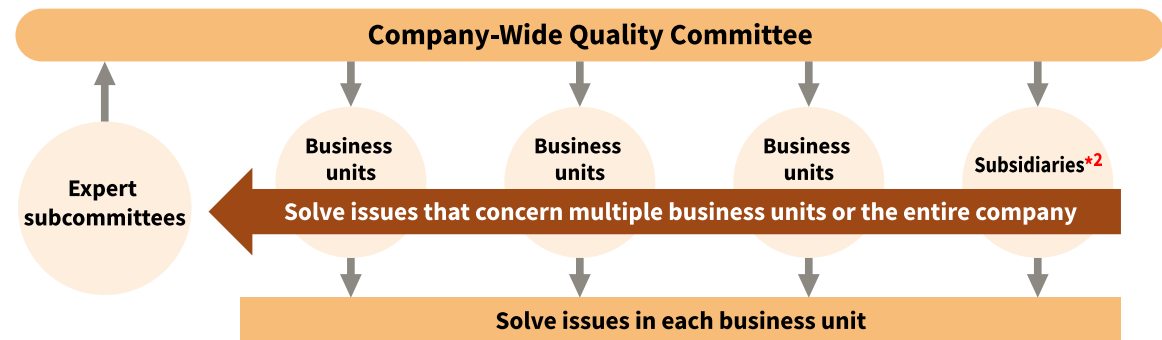 Company-Wide Quality Committee
Expert
subcommittees
Business
units
Business
units
Business
units
Subsidiaries*2
Solve issues that concern multiple business units or the entire company
Solve issues in each business unit